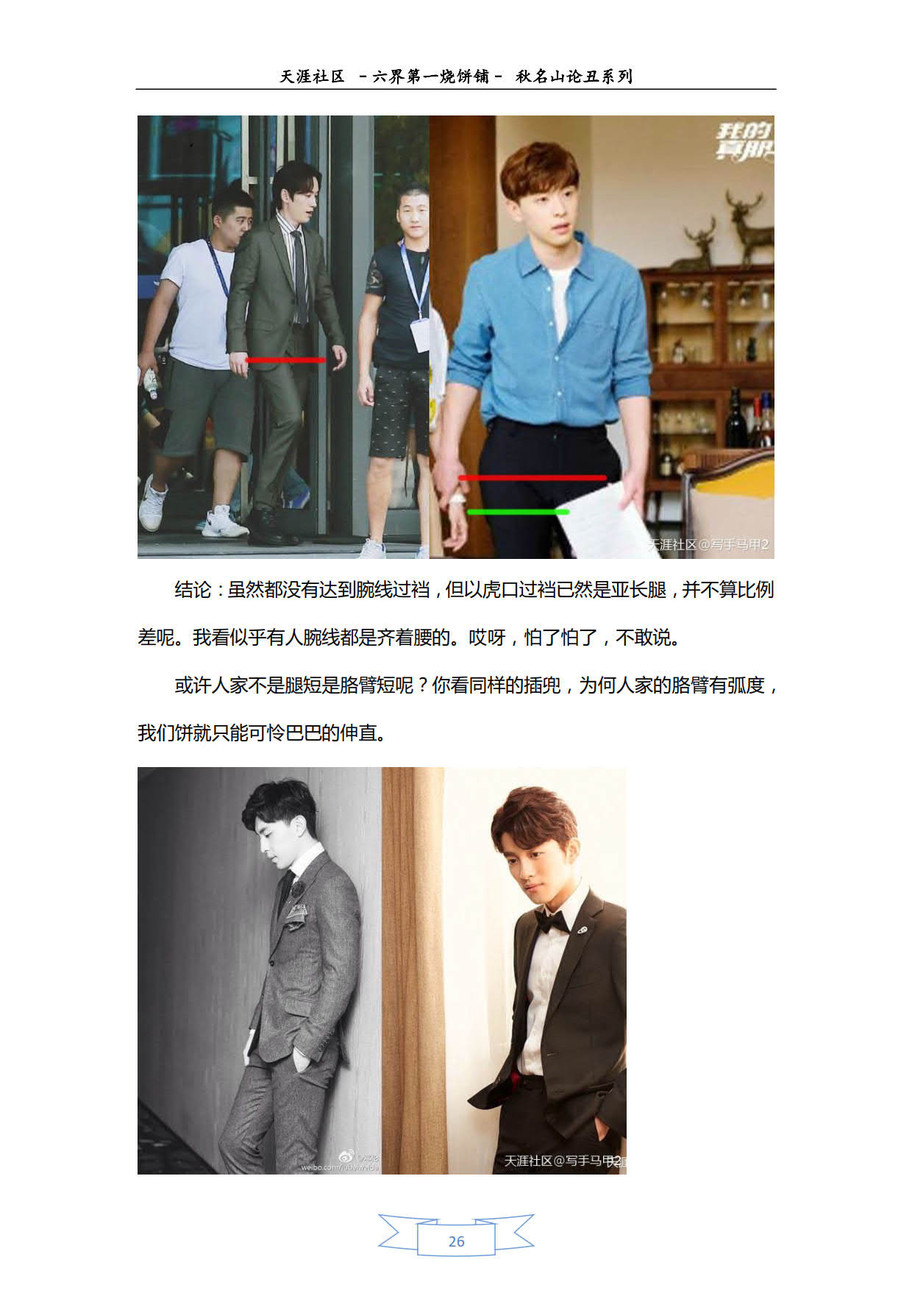 天涯社区 －六界第一烧饼铺－ 秋名山论丑系列
我的
真朋
天涯社区@写手马甲2
结论：虽然都没有达到腕线过裆，但以虎口过裆已然是亚长腿，并不算比例
差呢。我看似乎有人腕线都是齐着腰的。哎呀，怕了怕了，不敢说。
或许人家不是腿短是胳臂短呢？你看同样的插兜，为何人家的胳臂有弧度，
我们饼就只能可怜巴巴的伸直。
天涯社区@写手马甲2
26